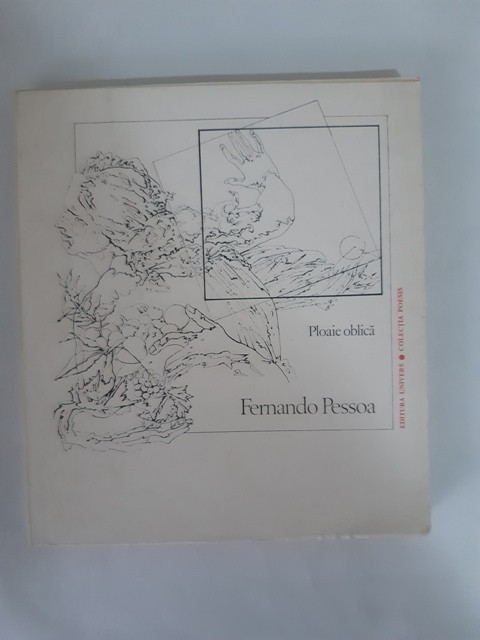 Ploaie oblică
Fernando Pessoa
EDITURA UNIVERS ● COLECȚIA POESIS